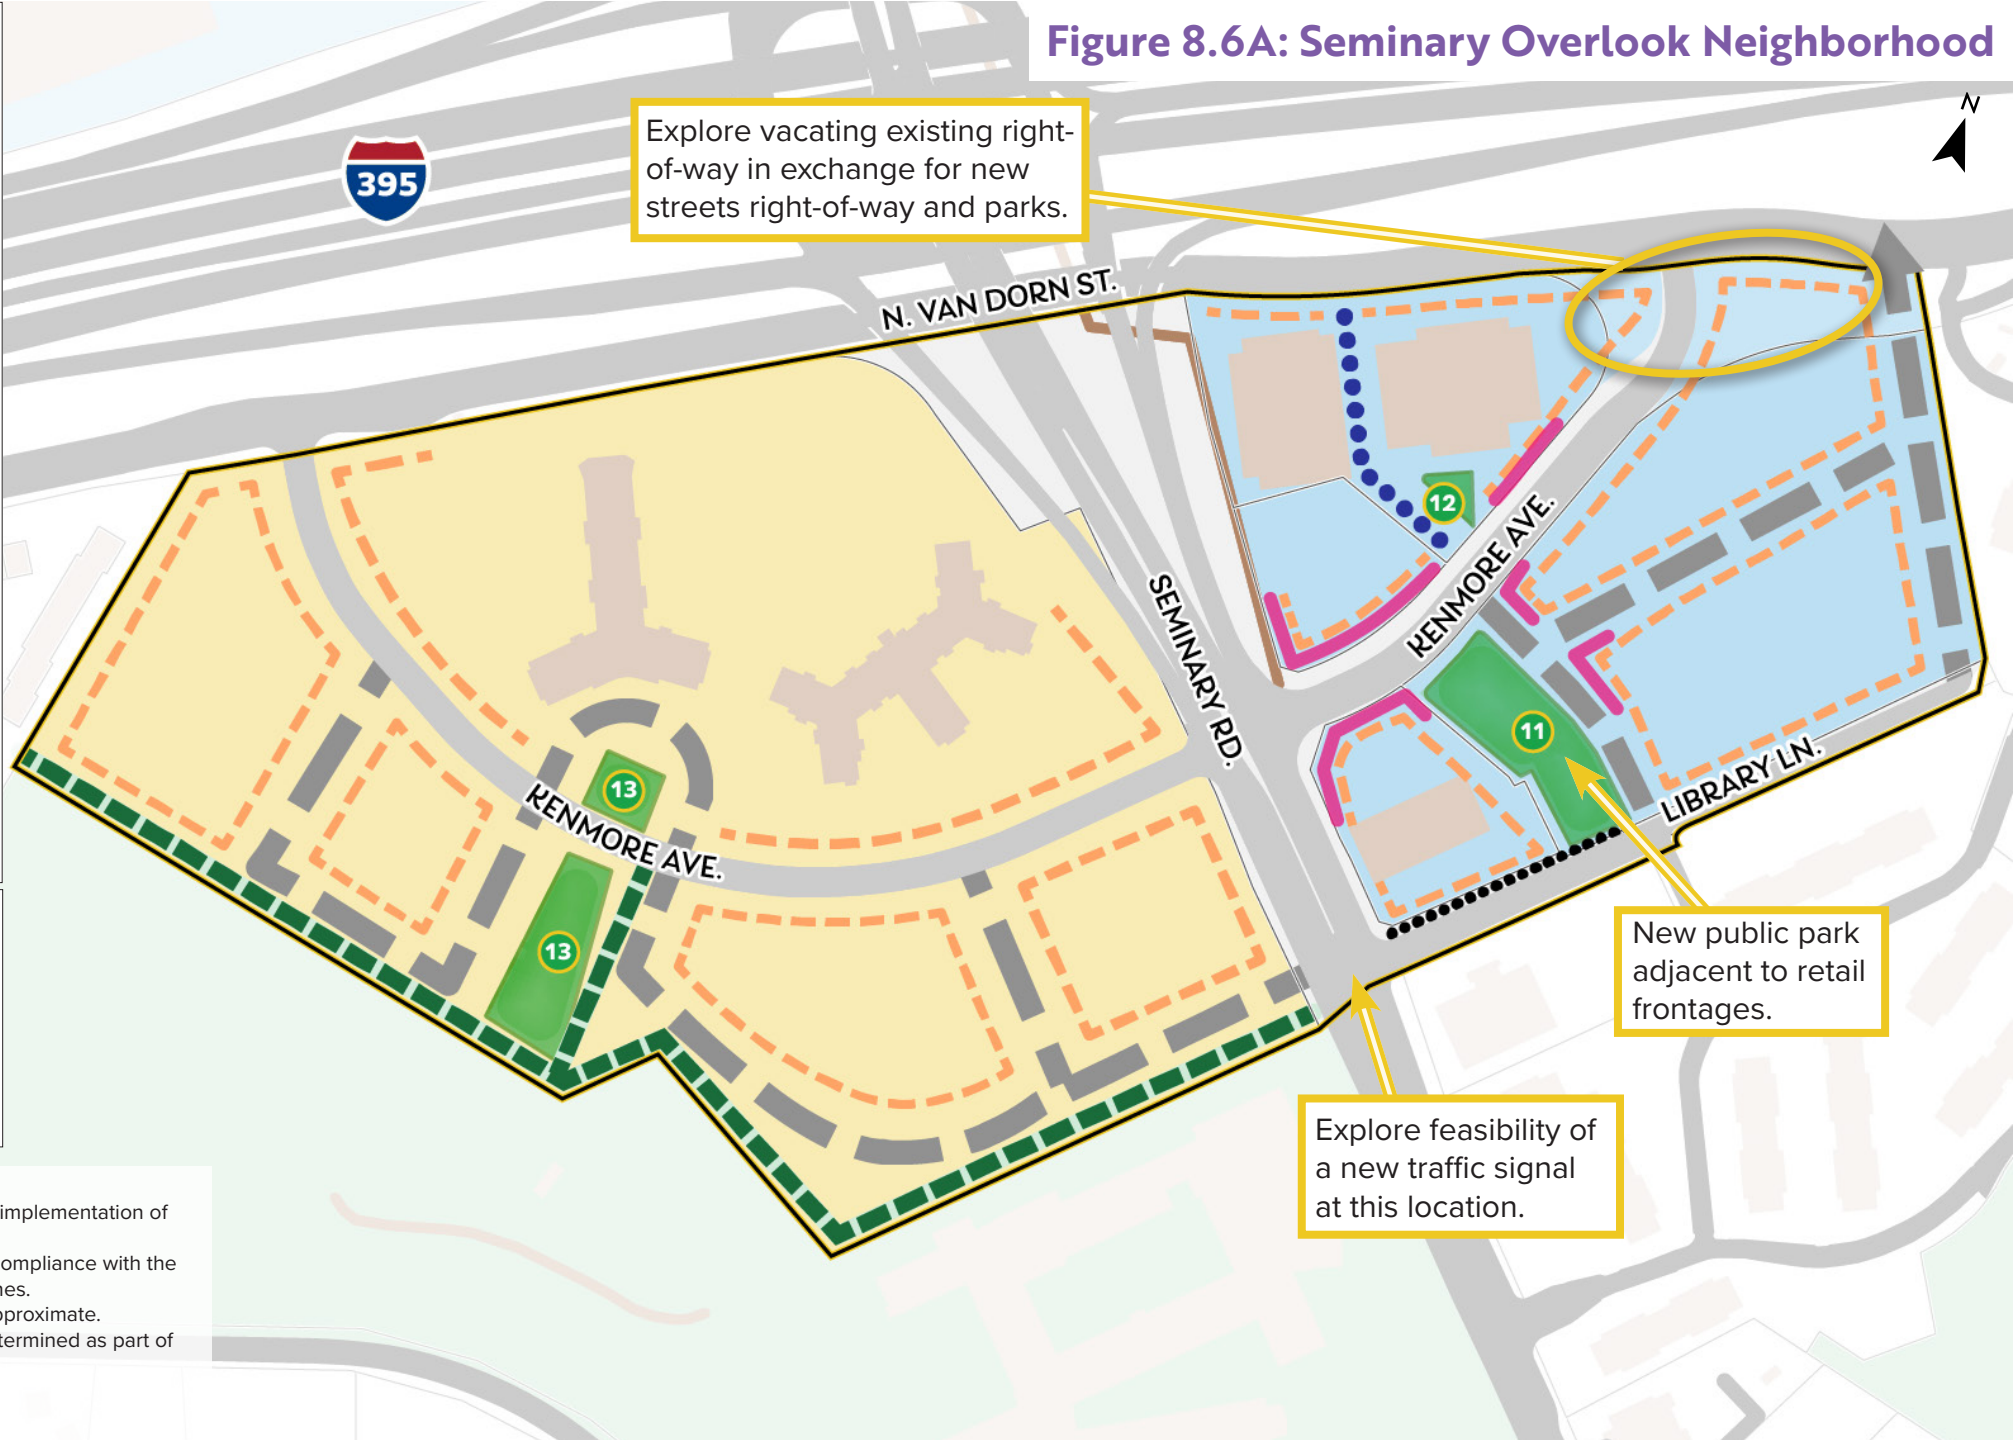 Figure 8.6A: Seminary Overlook Neighborhood
N
Explore vacating existing right-
of-way in exchange for new
streets right-of-way and parks.
395
N. VAN DORN ST.
12
KENMORE AVE.
SEMINARY RD.
11
13
KENMORE AVE.
LIBRARY LN.
13
New public park
adjacent to retail
frontages.
Explore feasibility of
a new traffic signal
at this location.
implementation of
ompliance with the
nes.
pproximate.
termined as part of